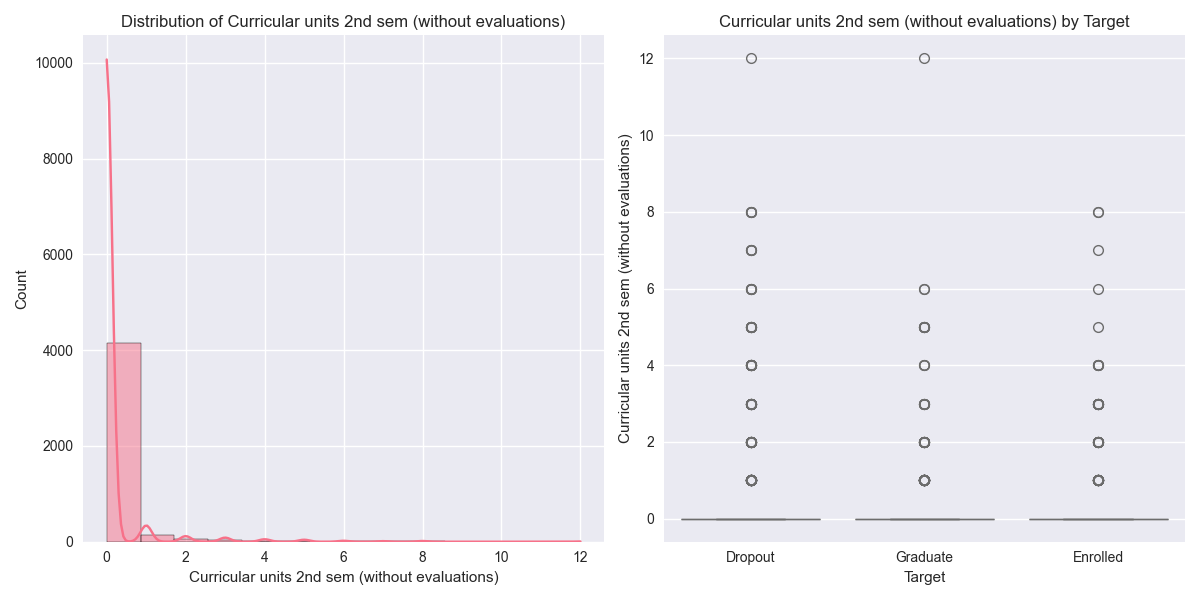 Distribution of Curricular units 2nd sem (without evaluations)
10000
8000
6000
4000
2000
0
Count
0 2 4 6 8 10 12
Curricular units 2nd sem (without evaluations)
Curricular units 2nd sem (without evaluations) by Target
12
10
8
6
4
2
0
Curricular units 2nd sem (without evaluations)
Dropout Graduate Enrolled
Target